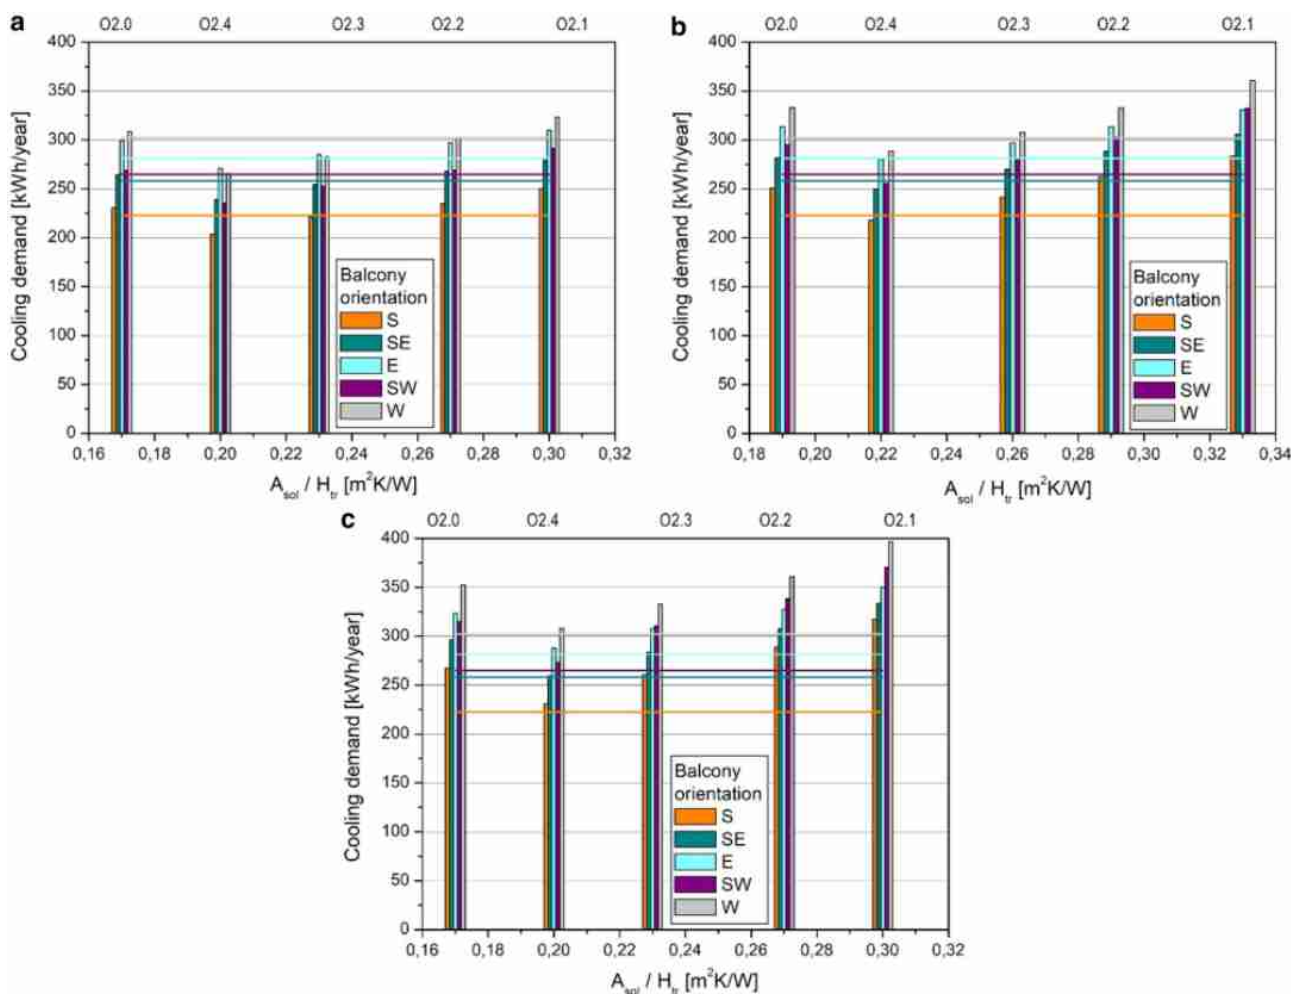 a
O2.0 O2.4 O2.3 O2.2 O2.1
Cooling demand [kWh/year]
400
350
300
250
200
150
100
50
0
Balcony
orientation
S
SE
E
SW
W
0,16 0,18 0,20 0,22 0,24 0,26 0,28 0,30 0,32
A_sol / H_tr [m²K/W]
b
O2.0 O2.4 O2.3 O2.2 O2.1
Cooling demand [kWh/year]
400
350
300
250
200
150
100
50
0
Balcony
orientation
S
SE
E
SW
W
0,18 0,20 0,22 0,24 0,26 0,28 0,30 0,32 0,34
A_sol / H_tr [m²K/W]
c
O2.0 O2.4 O2.3 O2.2 O2.1
Cooling demand [kWh/year]
400
350
300
250
200
150
100
50
0
Balcony
orientation
S
SE
E
SW
W
0,16 0,18 0,20 0,22 0,24 0,26 0,28 0,30 0,32
A_sol / H_tr [m²K/W]